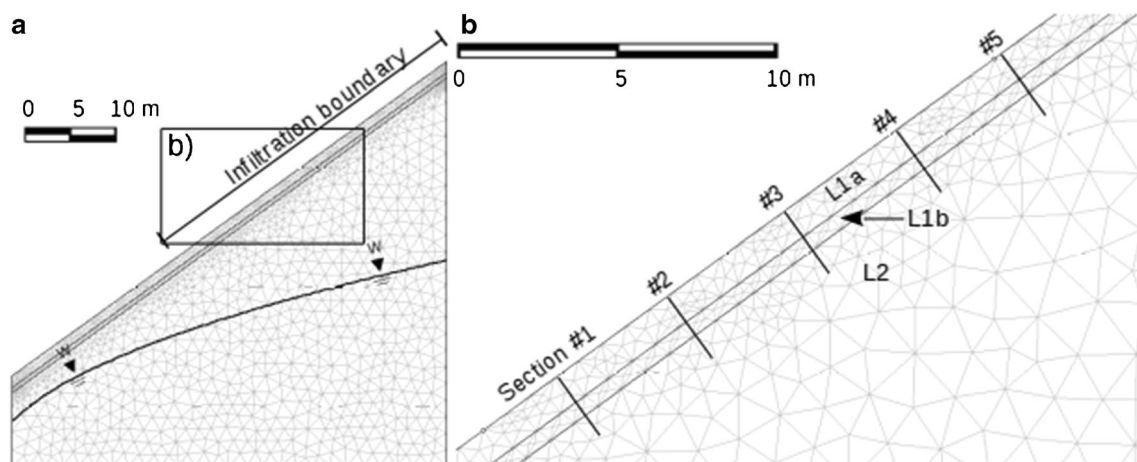 a
Infiltration boundary
0 5 10 m
b)
w
w
b
0 5 10 m
#5
#4
#3
L1a
L1b
L2
#2
Section #1